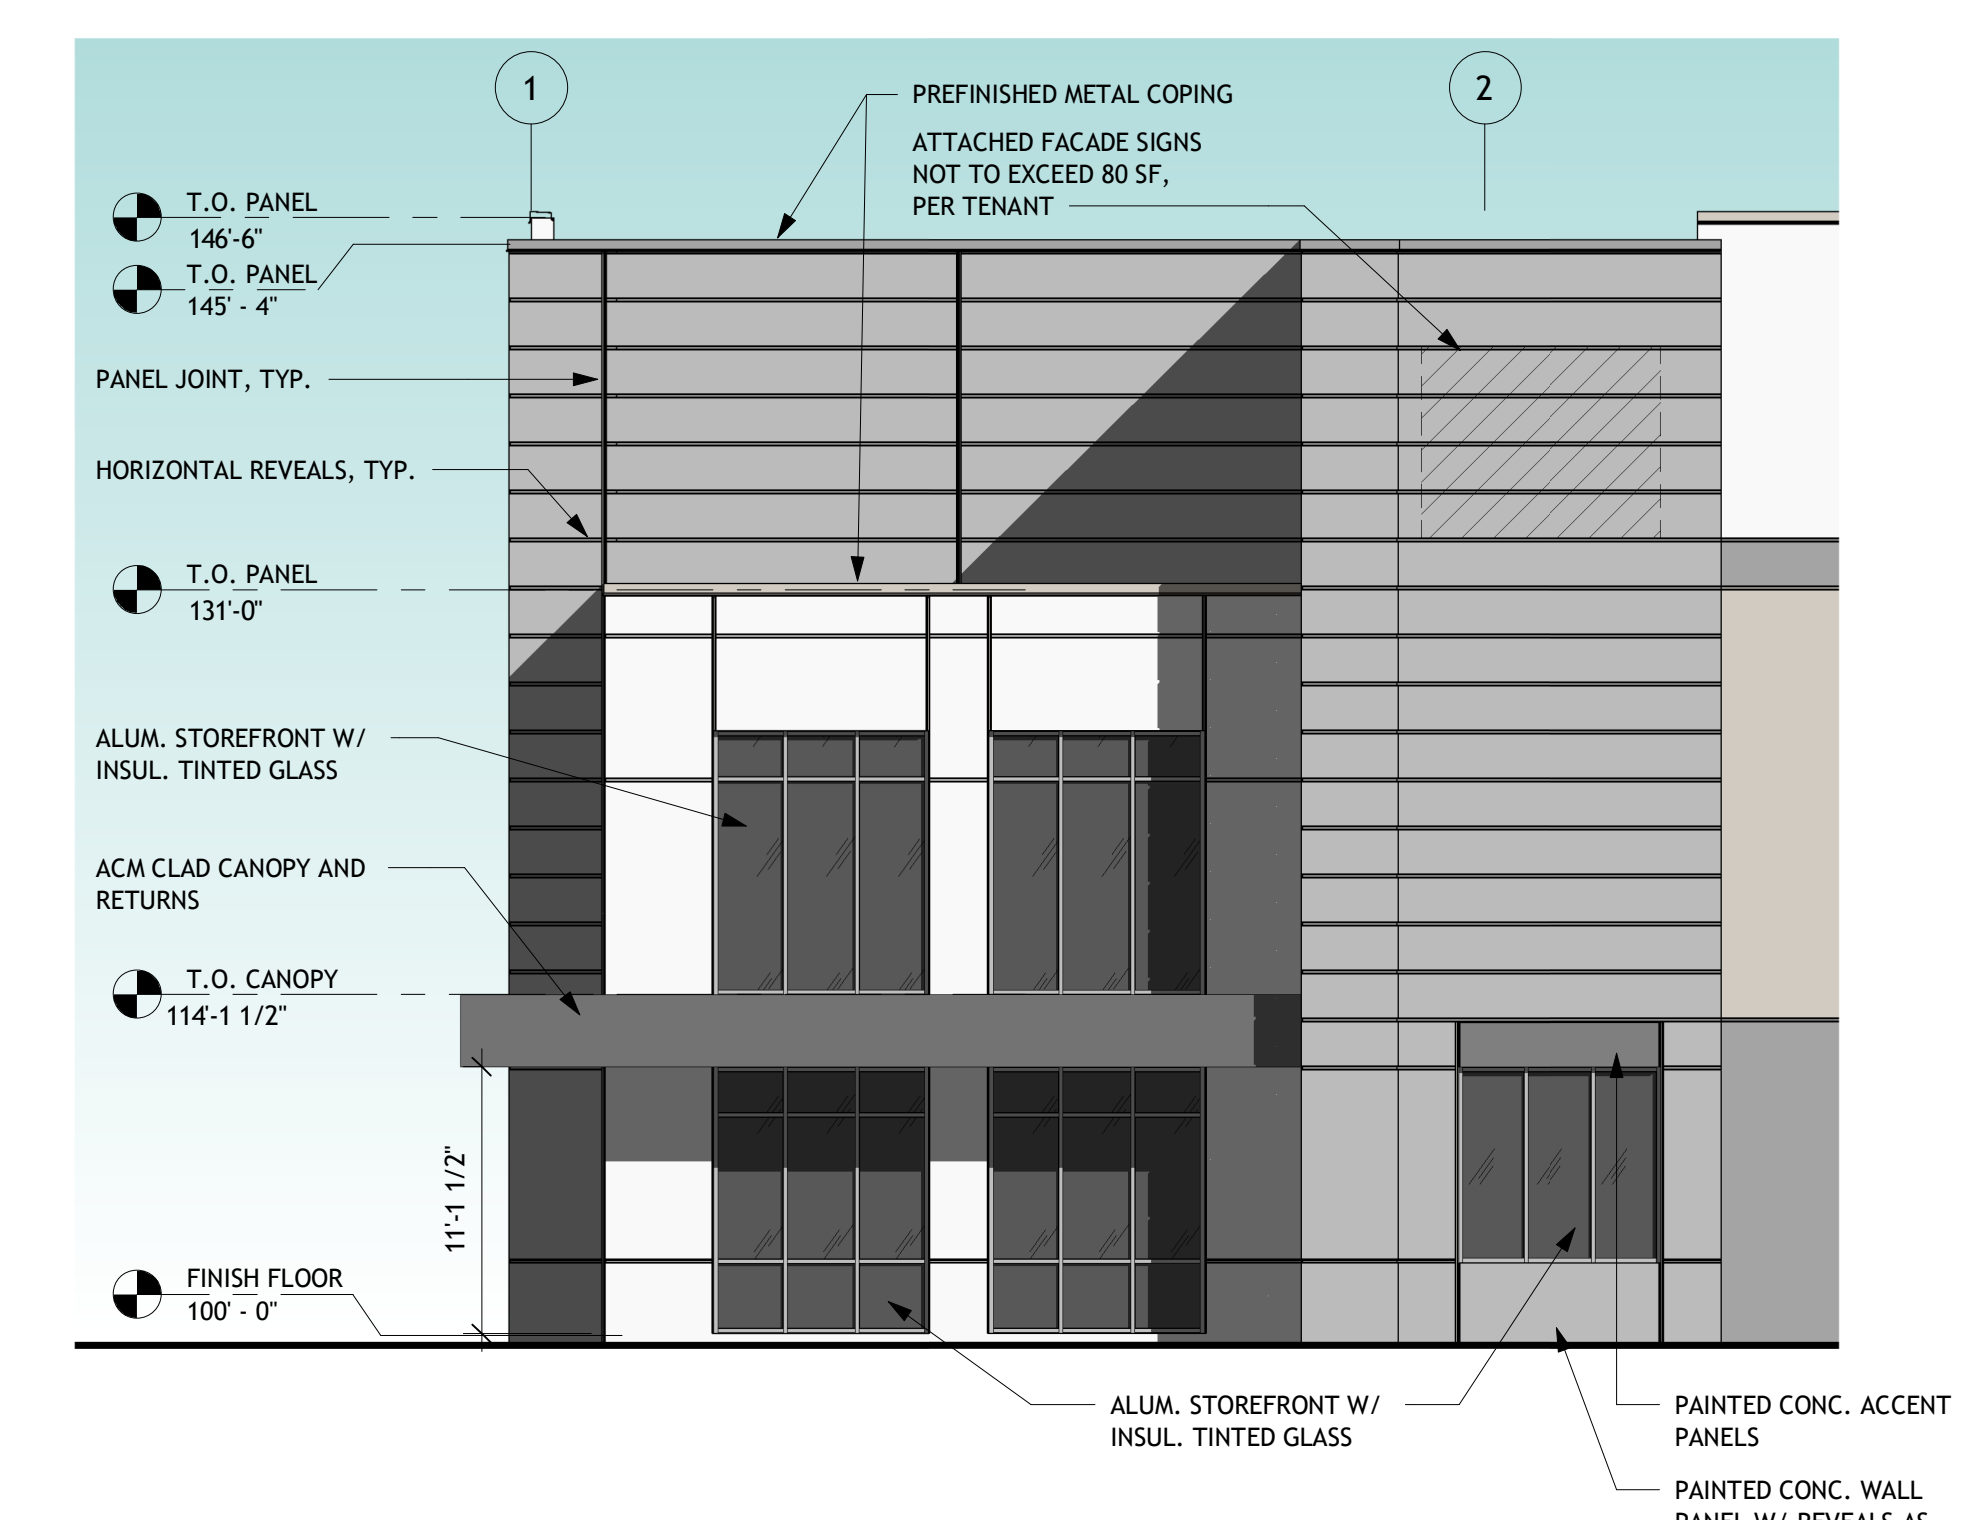 1
2
PREFINISHED METAL COPING
ATTACHED FACADE SIGNS
NOT TO EXCEED 80 SF,
PER TENANT
T.O. PANEL
146'-6"
T.O. PANEL
145' - 4"
PANEL JOINT, TYP.
HORIZONTAL REVEALS, TYP.
T.O. PANEL
131'-0"
ALUM. STOREFRONT W/
INSUL. TINTED GLASS
ACM CLAD CANOPY AND
RETURNS
T.O. CANOPY
114'-1 1/2"
11'-1 1/2"
FINISH FLOOR
100' - 0"
ALUM. STOREFRONT W/
INSUL. TINTED GLASS
PAINTED CONC. ACCENT
PANELS
PAINTED CONC. WALL
PANEL W/ REVEALS AS